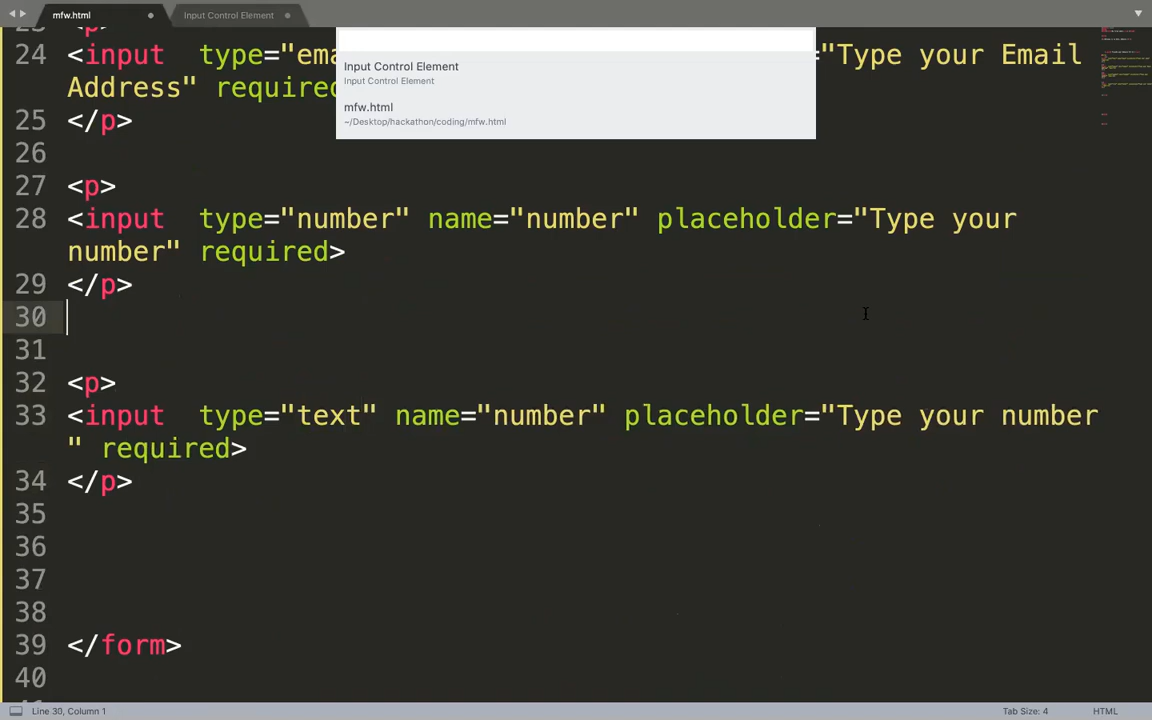 mfw.html
Input Control Element
23 <p>
24 <input  type="ema
="Type your Email
Address" required
25 </p>
26
27 <p>
28 <input  type="number" name="number" placeholder="Type your
number" required>
29 </p>
30
31
32 <p>
33 <input  type="text" name="number" placeholder="Type your number
" required>
34 </p>
35
36
37
38
39 </form>
40
Input Control Element
Input Control Element
mfw.html
~/Desktop/hackathon/coding/mfw.html
Line 30, Column 1
Tab Size: 4
HTML